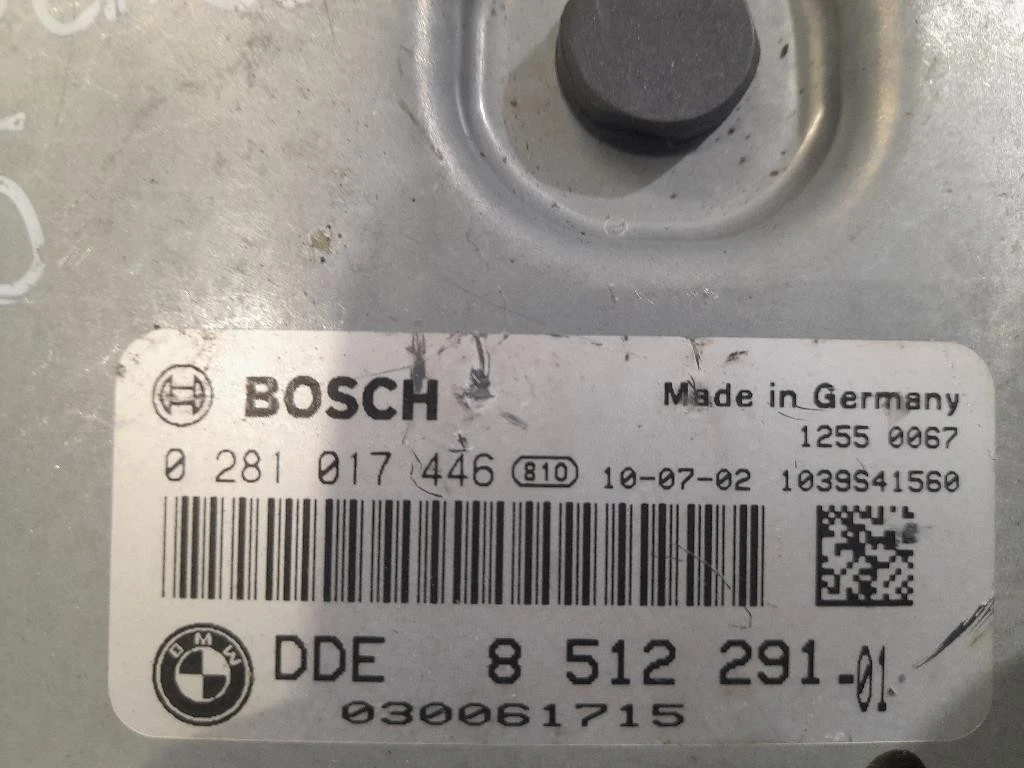 BOSCH
Made in Germany
1255 0067
0 281 017 446 810 10-07-02 1039S41560
BMW
DDE 8 512 291-01
030061715